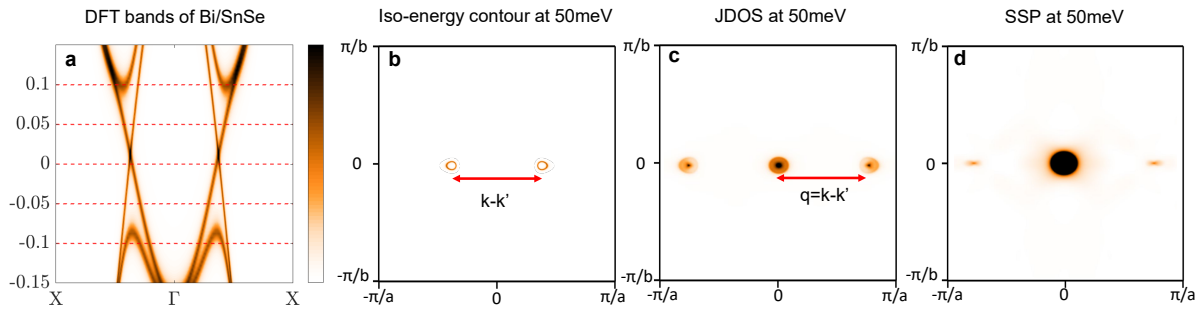 DFT bands of Bi/SnSe
Iso-energy contour at 50meV
JDOS at 50meV
SSP at 50meV
a
0.1
0.05
0
-0.05
-0.1
-0.15
X
Γ
X
b
π/b
0
-π/b
-π/a
0
π/a
k-k’
c
π/b
0
-π/b
-π/a
0
π/a
q=k-k’
d
π/b
0
-π/b
-π/a
0
π/a